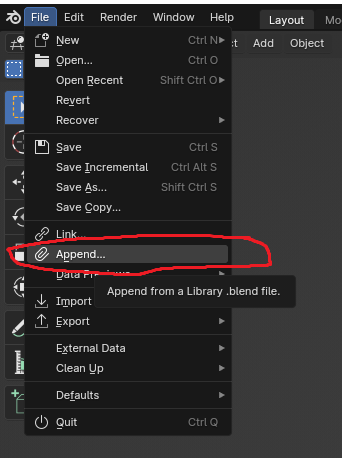 File Edit Render Window Help Layout Mo
New Ctrl N
ct Add Object
Open... Ctrl O
Open Recent Shift Ctrl O
Revert
Recover
Save Ctrl S
Save Incremental Ctrl Alt S
Save As... Shift Ctrl S
Save Copy...
Link...
Append...
Data Previews
Append from a Library .blend file.
Import
Export
External Data
Clean Up
Defaults
Quit Ctrl Q